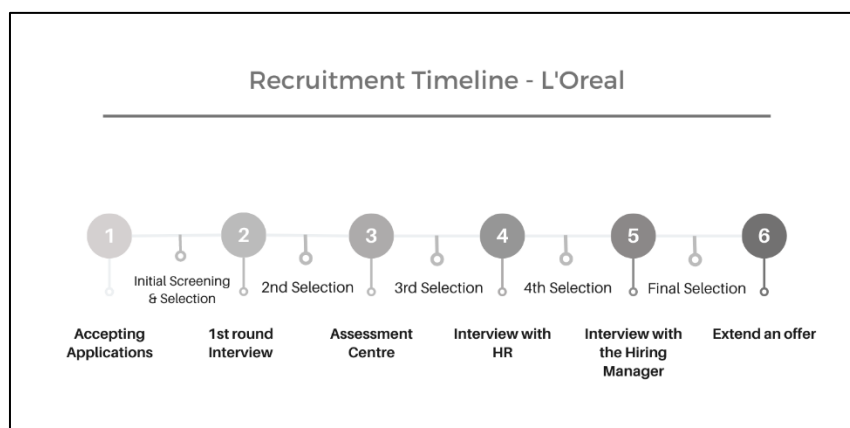 Recruitment Timeline - L'Oreal
1
2
3
4
5
6
Initial Screening
& Selection
2nd Selection
3rd Selection
4th Selection
Final Selection
Accepting
Applications
1st round
Interview
Assessment
Centre
Interview with
HR
Interview with
the Hiring
Manager
Extend an offer